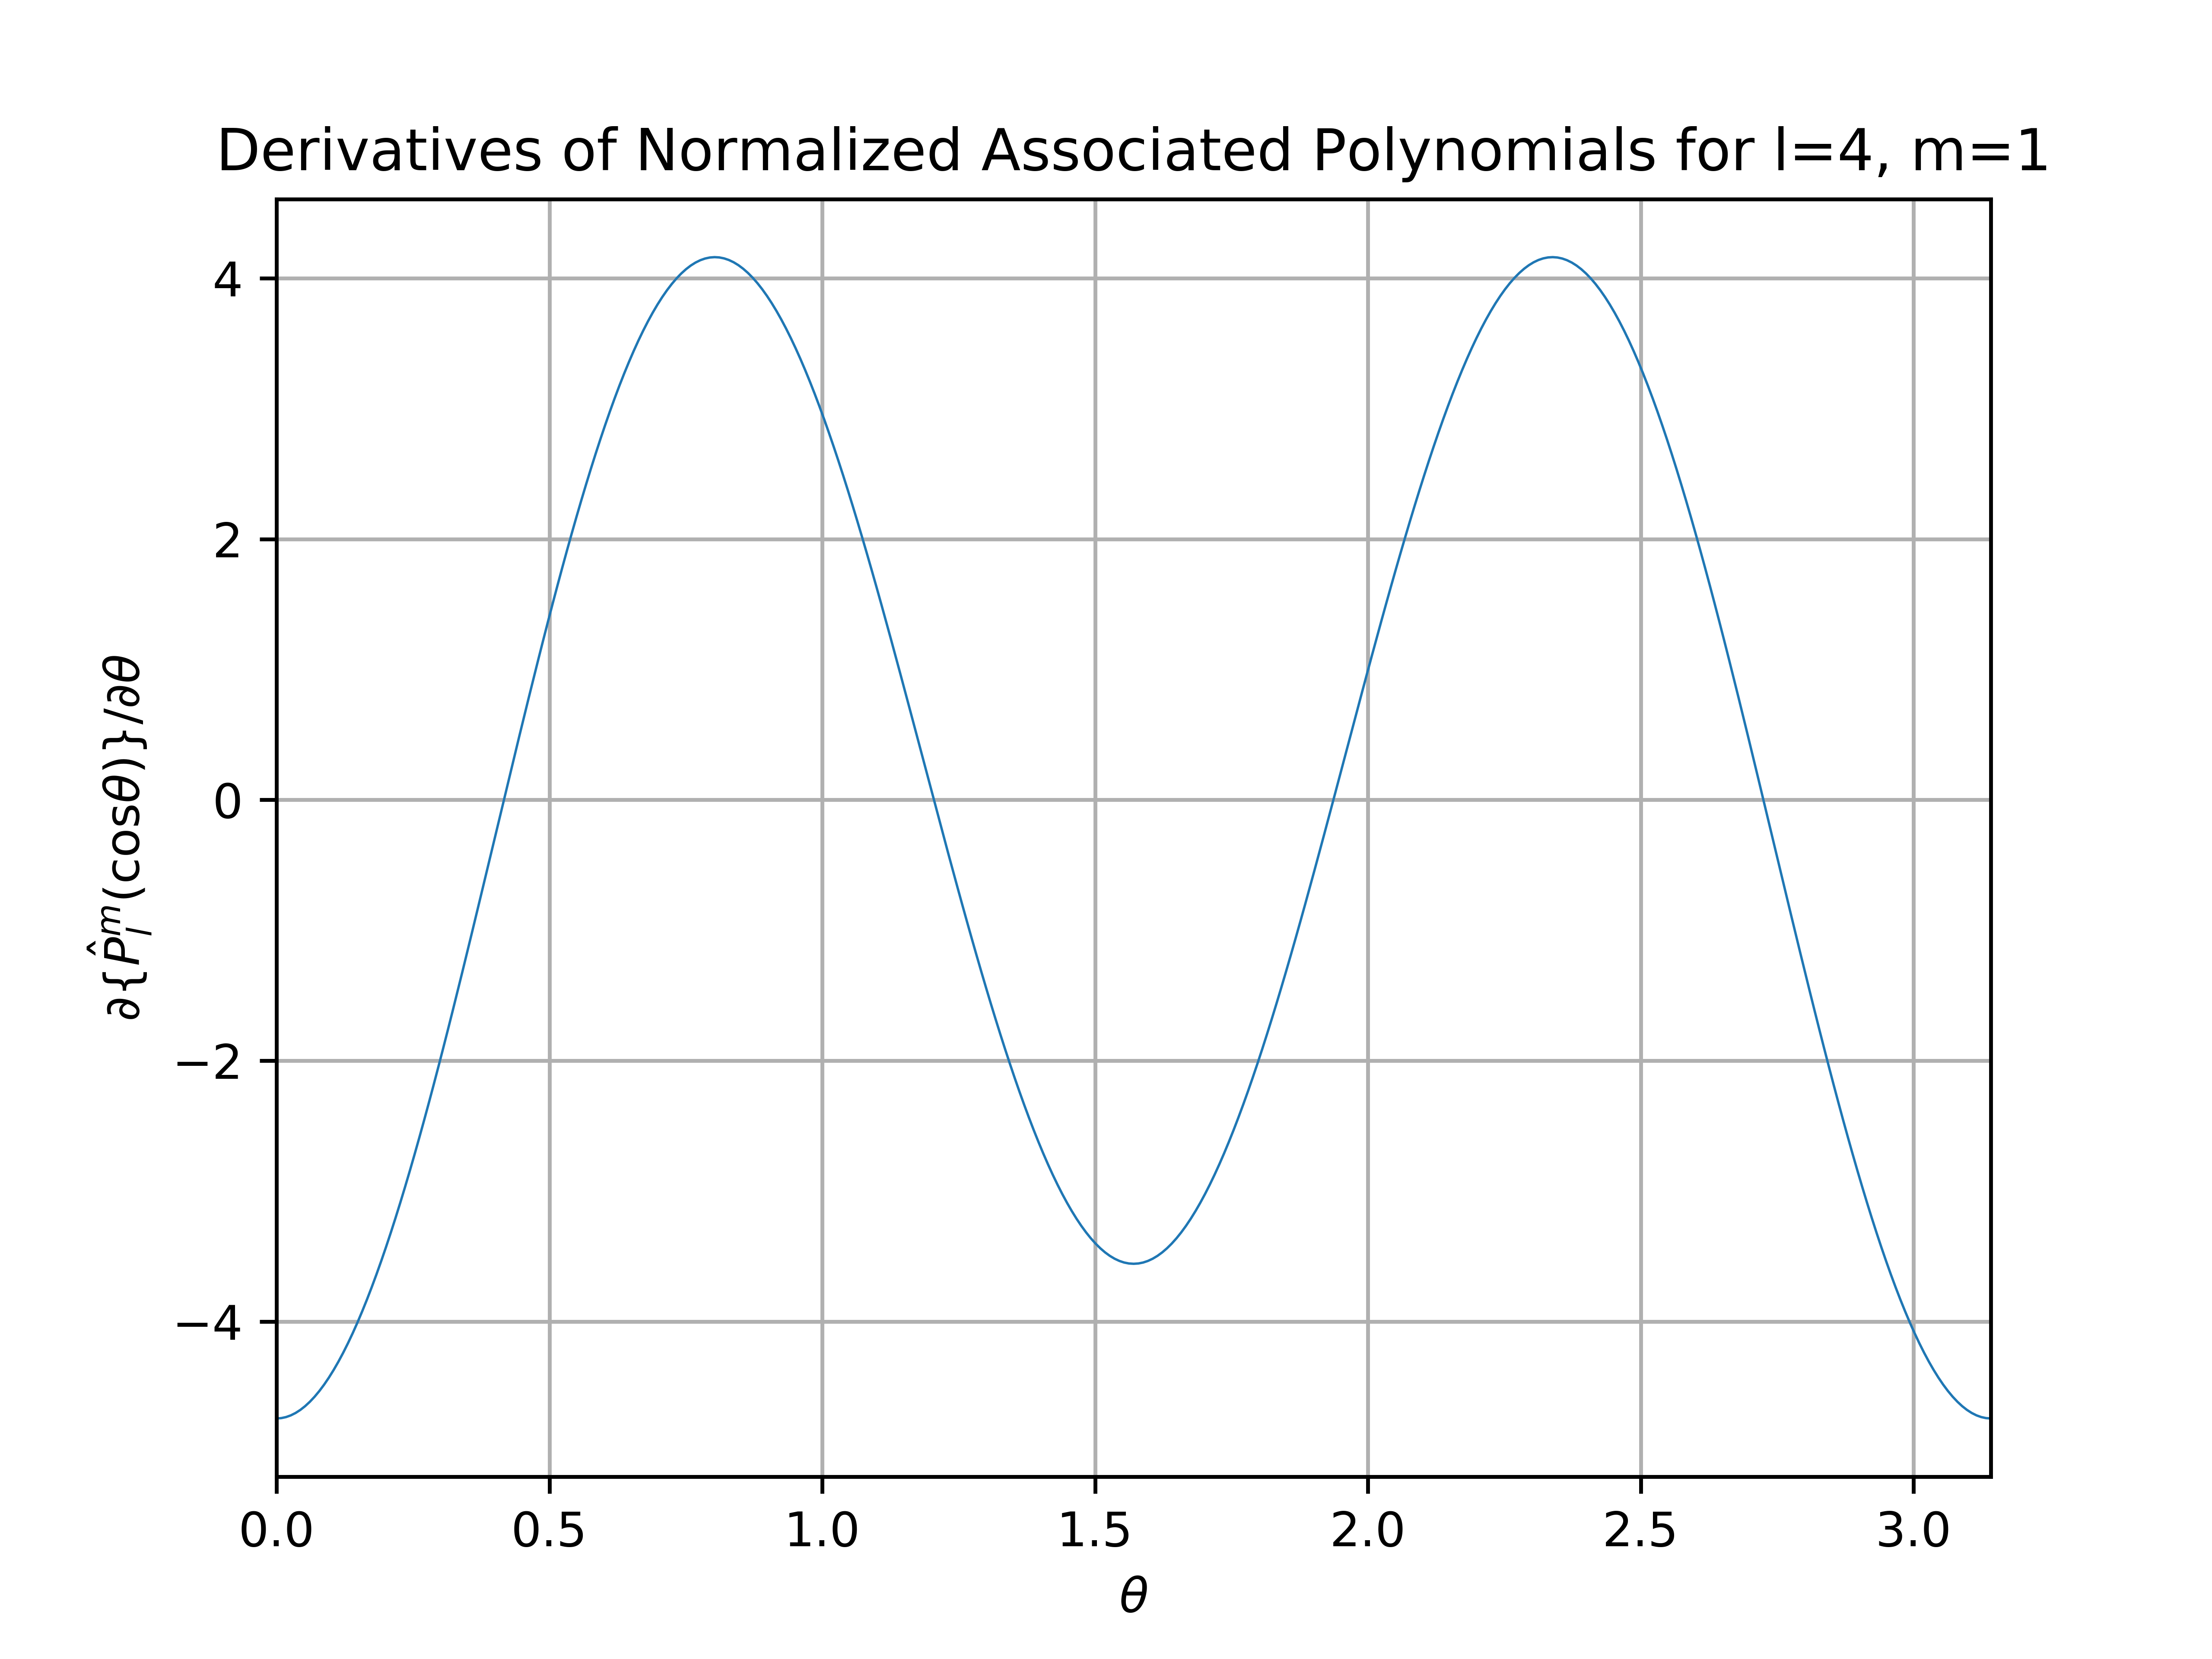 Derivatives of Normalized Associated Polynomials for l=4, m=1
∂{P̂ₗᵐ(cosθ)}/∂θ
4
2
0
−2
−4
0.0 0.5 1.0 1.5 2.0 2.5 3.0
θ